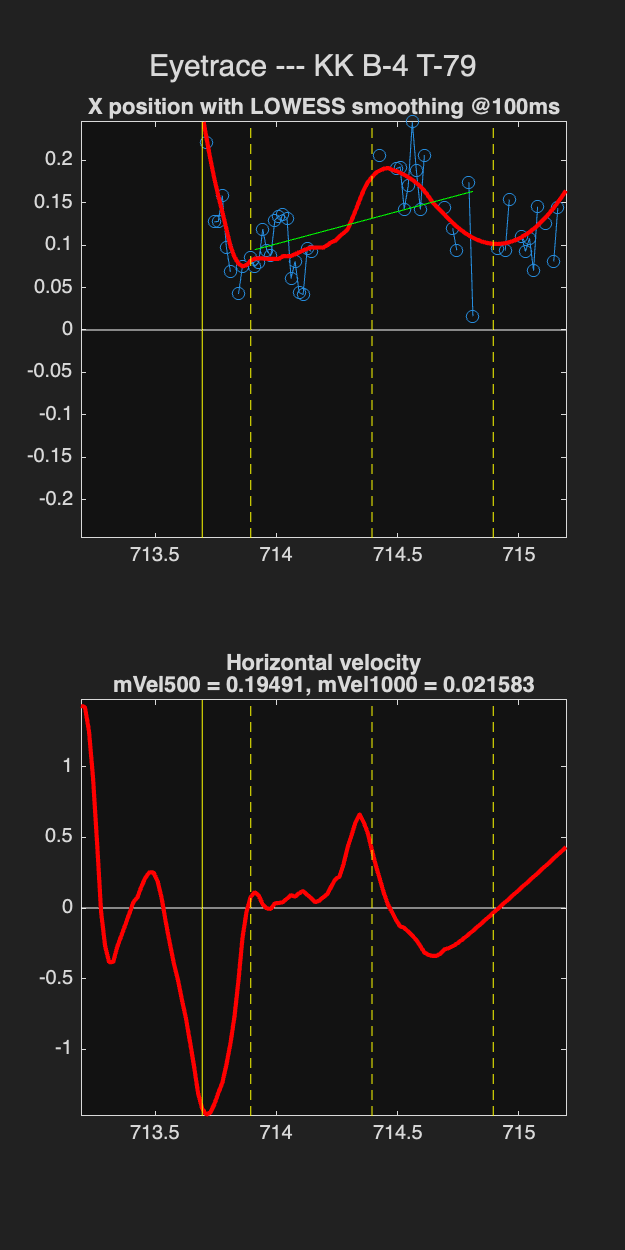 Eyetrace --- KK B-4 T-79
X position with LOWESS smoothing @100ms
0.2
0.15
0.1
0.05
0
-0.05
-0.1
-0.15
-0.2
713.5 714 714.5 715
Horizontal velocity
mVel500 = 0.19491, mVel1000 = 0.021583
1
0.5
0
-0.5
-1
713.5 714 714.5 715